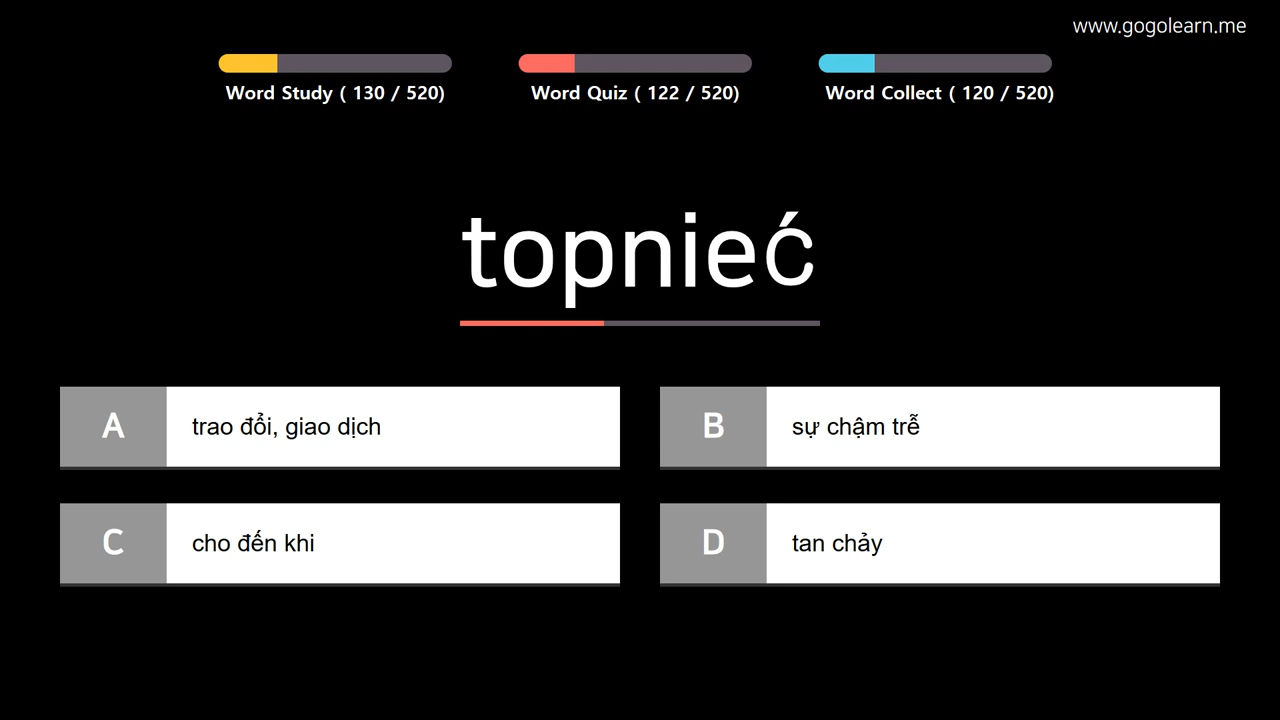 www.gogolearn.me
Word Study ( 130 / 520)
Word Quiz ( 122 / 520)
Word Collect ( 120 / 520)
topnieć
A trao đổi, giao dịch
B sự chậm trễ
C cho đến khi
D tan chảy